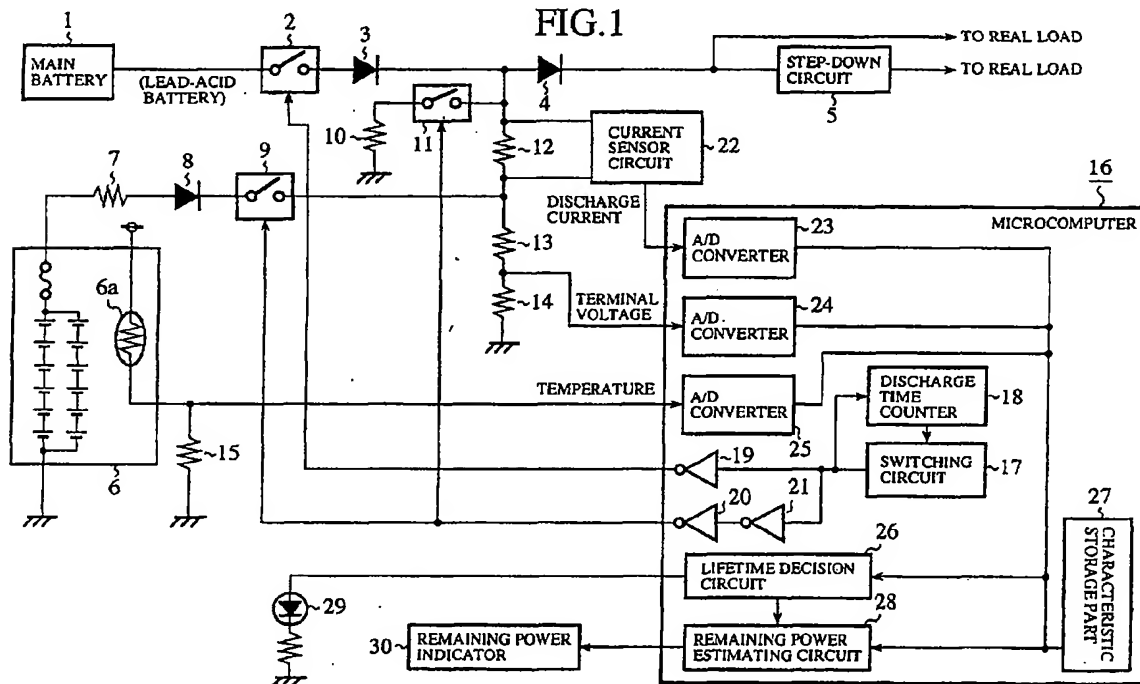 FIG.1
1
MAIN
BATTERY
(LEAD-ACID
BATTERY)
2
3
4
TO REAL LOAD
STEP-DOWN
CIRCUIT
5
TO REAL LOAD
10
11
12
CURRENT
SENSOR
CIRCUIT
22
7
8
9
DISCHARGE
CURRENT
16
MICROCOMPUTER
23
A/D
CONVERTER
13
6a
14
TERMINAL
VOLTAGE
24
A/D.
CONVERTER
TEMPERATURE
A/D
CONVERTER
25
DISCHARGE
TIME
COUNTER
18
6
15
19
SWITCHING
CIRCUIT
17
20
21
27
CHARACTERISTIC
STORAGE PART
26
LIFETIME DECISION
CIRCUIT
28
29
30
REMAINING POWER
INDICATOR
REMAINING POWER
ESTIMATING CIRCUIT